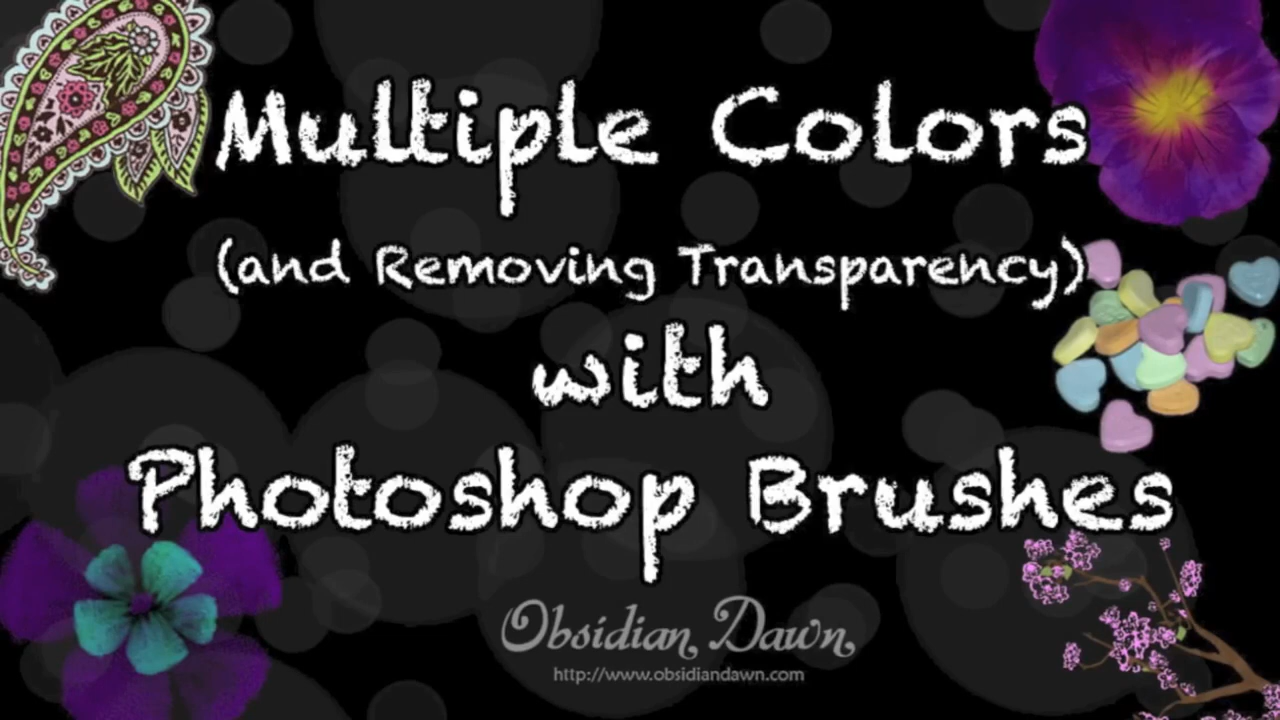 Multiple Colors
(and Removing Transparency)
with
Photoshop Brushes
Obsidian Dawn
http://www.obsidiandawn.com